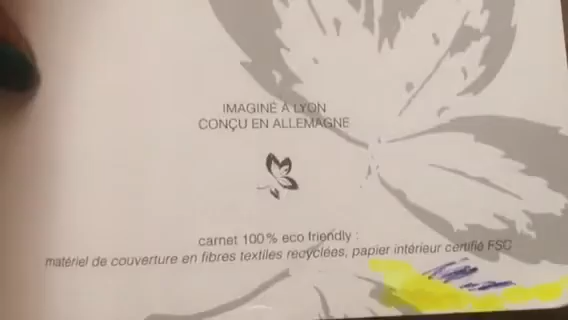 IMAGINÉ À LYON
CONÇU EN ALLEMAGNE
carnet 100% eco friendly :
matériel de couverture en fibres textiles recyclées, papier intérieur certifié FSC